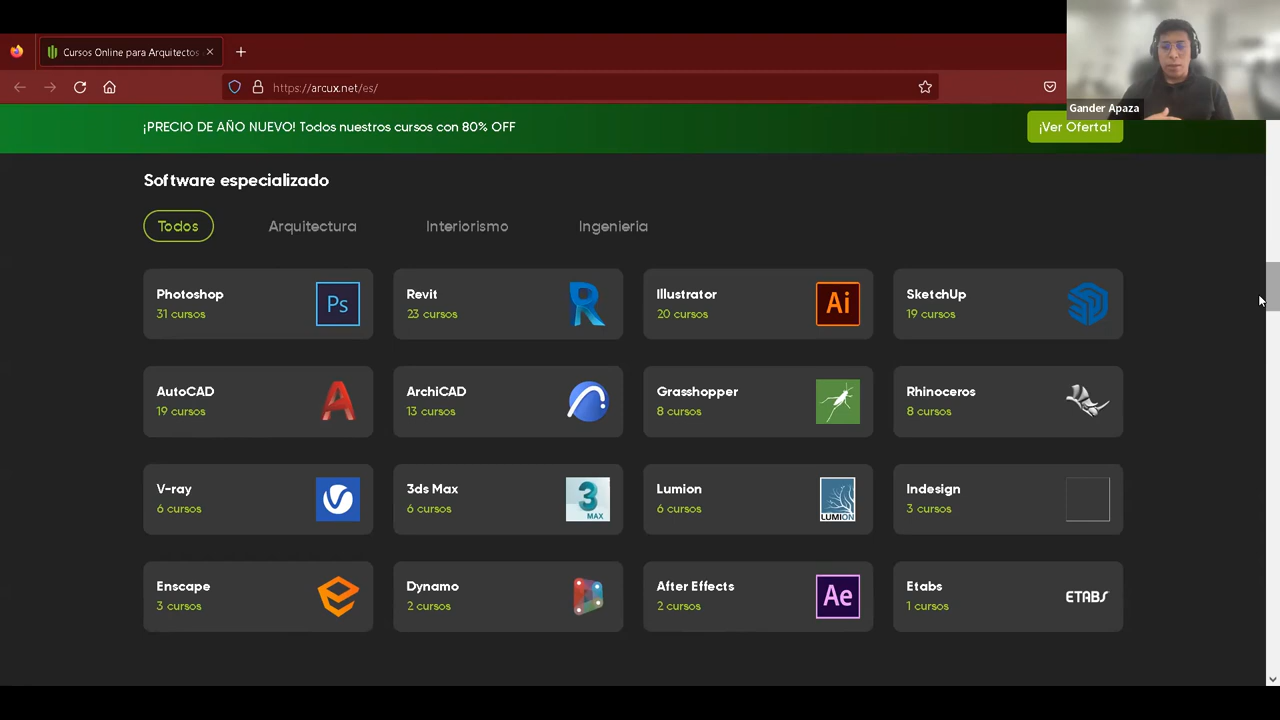 Cursos Online para Arquitectos
https://arcux.net/es/
Gander Apaza
¡PRECIO DE AÑO NUEVO! Todos nuestros cursos con 80% OFF
¡Ver Oferta!
Software especializado
Todos
Arquitectura
Interiorismo
Ingenieria
Photoshop
31 cursos
Ps
Revit
23 cursos
R
Illustrator
20 cursos
Ai
SketchUp
19 cursos
AutoCAD
19 cursos
A
ArchiCAD
13 cursos
Grasshopper
8 cursos
Rhinoceros
8 cursos
V-ray
6 cursos
3ds Max
6 cursos
3
MAX
Lumion
6 cursos
LUMION
Indesign
3 cursos
Enscape
3 cursos
Dynamo
2 cursos
After Effects
2 cursos
Ae
Etabs
1 cursos
ETABS